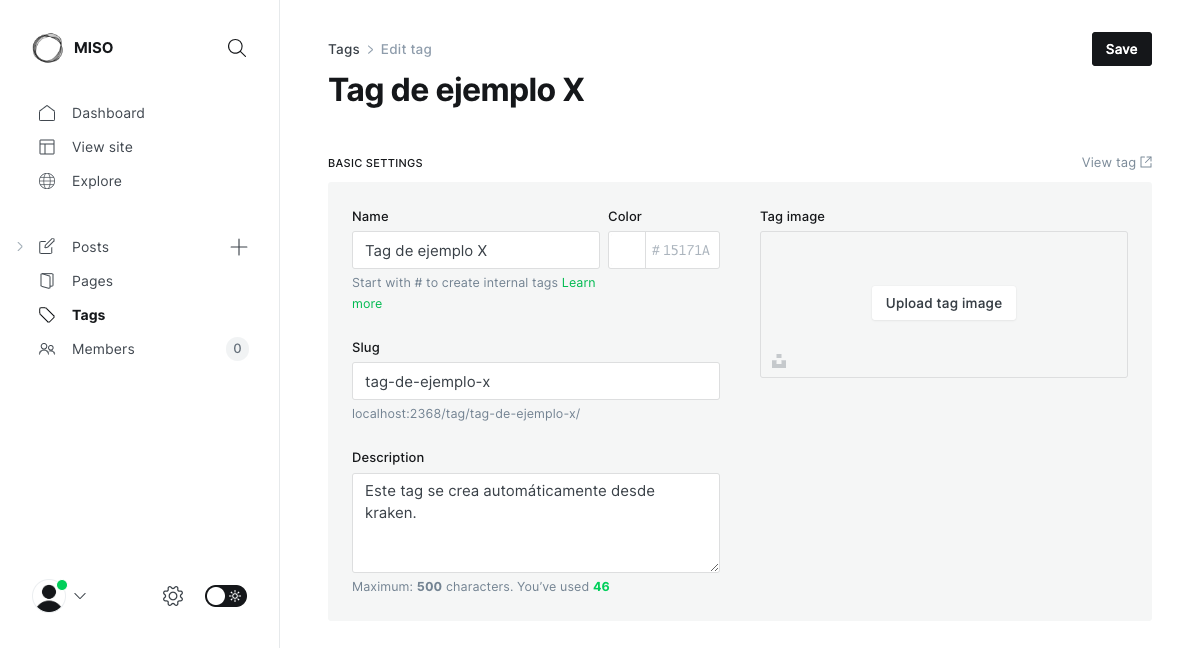 MISO
Dashboard
View site
Explore
Posts
Pages
Tags
Members 0
Tags > Edit tag
Save
Tag de ejemplo X
BASIC SETTINGS
View tag
Name
Tag de ejemplo X
Start with # to create internal tags Learn
more
Color
# 15171A
Slug
tag-de-ejemplo-x
localhost:2368/tag/tag-de-ejemplo-x/
Description
Este tag se crea automáticamente desde
kraken.
Maximum: 500 characters. You’ve used 46
Tag image
Upload tag image